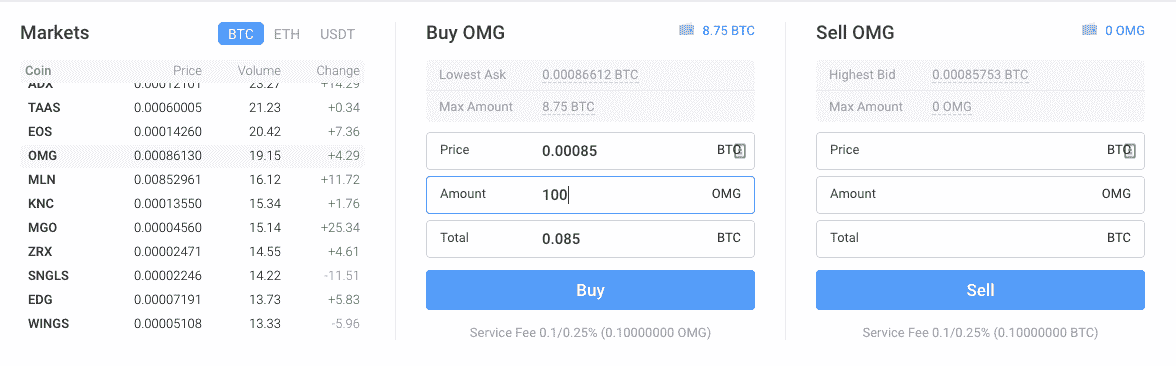 Markets
BTC ETH USDT
Coin Price Volume Change
ADX 0.00012101 23.27 +14.29
TAAS 0.00060005 21.23 +0.34
EOS 0.00014260 20.42 +7.36
OMG 0.00086130 19.15 +4.29
MLN 0.00852961 16.12 +11.72
KNC 0.00013550 15.34 +1.76
MGO 0.00004560 15.14 +25.34
ZRX 0.00002471 14.55 +4.61
SNGLS 0.00002246 14.22 -11.51
EDG 0.00007191 13.73 +5.83
WINGS 0.00005108 13.33 -5.96
Buy OMG 8.75 BTC
Lowest Ask 0.00086612 BTC
Max Amount 8.75 BTC
Price 0.00085 BTC
Amount 100 OMG
Total 0.085 BTC
Buy
Service Fee 0.1/0.25% (0.10000000 OMG)
Sell OMG 0 OMG
Highest Bid 0.00085753 BTC
Max Amount 0 OMG
Price BTC
Amount OMG
Total BTC
Sell
Service Fee 0.1/0.25% (0.10000000 BTC)